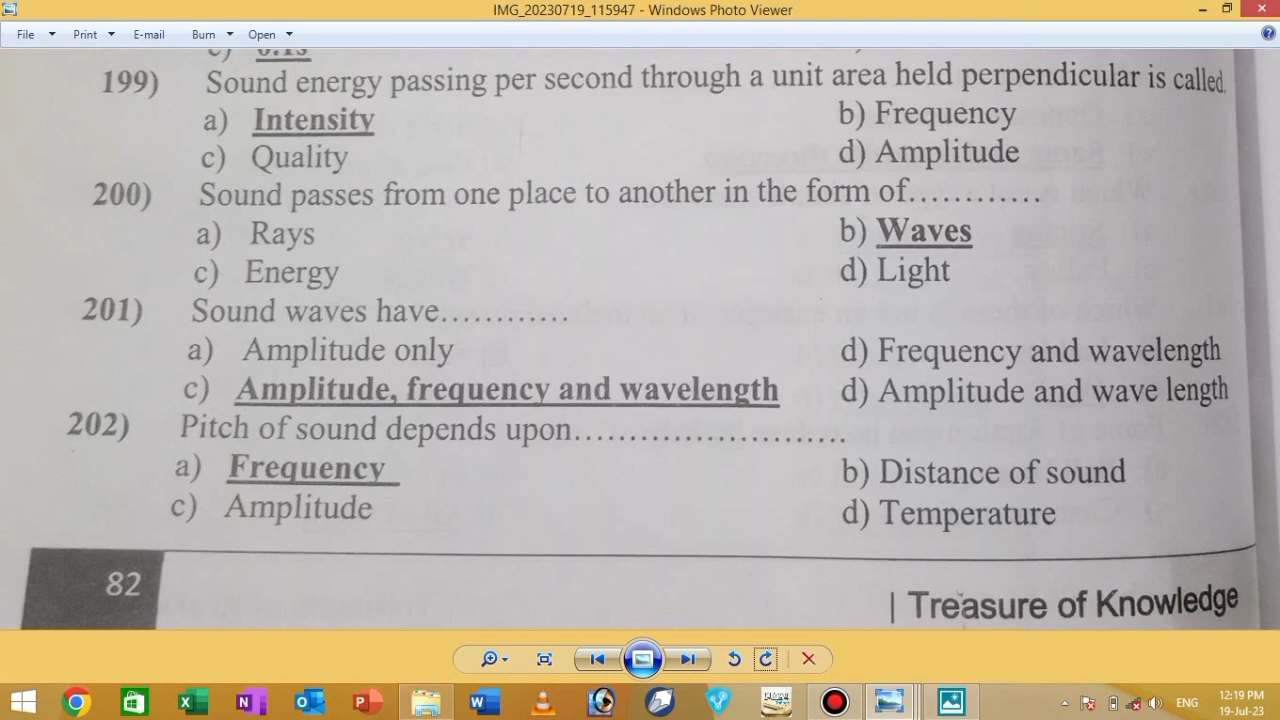 IMG_20230719_115947 - Windows Photo Viewer
File Print E-mail Burn Open
c) 0.1s
199) Sound energy passing per second through a unit area held perpendicular is called.
a) Intensity b) Frequency
c) Quality d) Amplitude
200) Sound passes from one place to another in the form of............
a) Rays b) Waves
c) Energy d) Light
201) Sound waves have............
a) Amplitude only d) Frequency and wavelength
c) Amplitude, frequency and wavelength d) Amplitude and wave length
202) Pitch of sound depends upon.........................
a) Frequency b) Distance of sound
c) Amplitude d) Temperature
82
| Treasure of Knowledge
ENG
12:19 PM
19-Jul-23